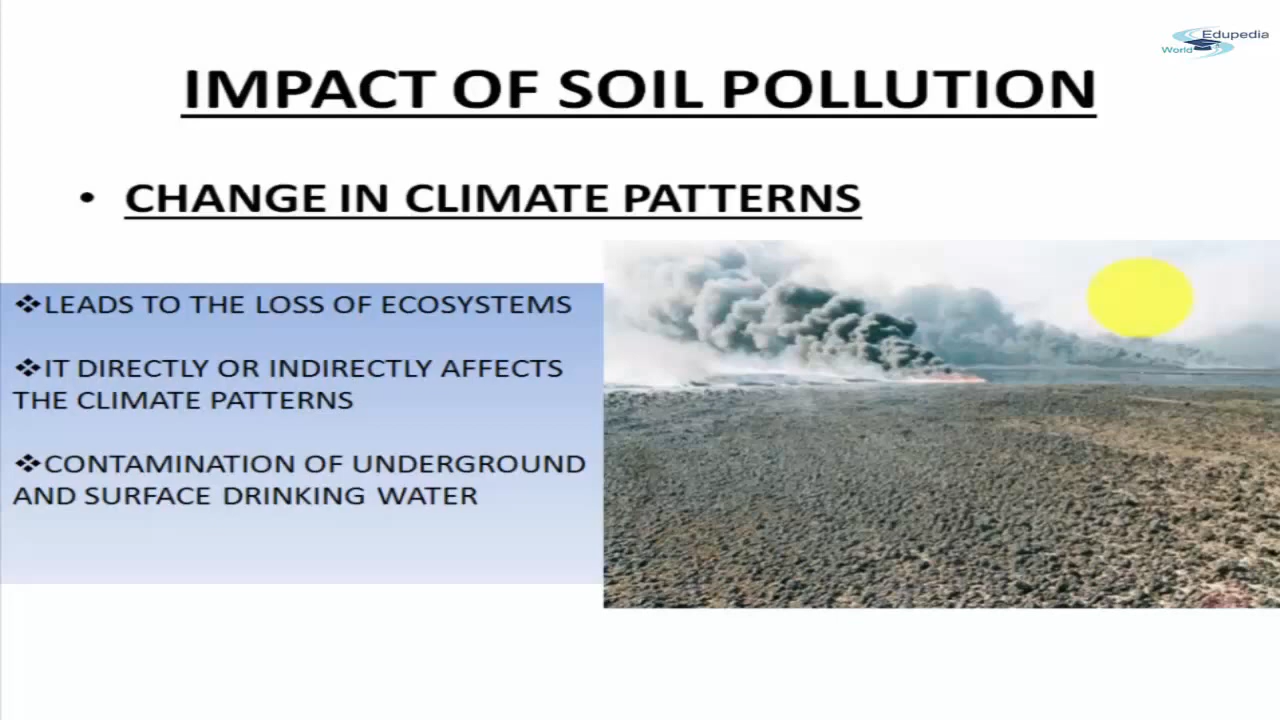 Edupedia
World
IMPACT OF SOIL POLLUTION
• CHANGE IN CLIMATE PATTERNS
❖LEADS TO THE LOSS OF ECOSYSTEMS
❖IT DIRECTLY OR INDIRECTLY AFFECTS
THE CLIMATE PATTERNS
❖CONTAMINATION OF UNDERGROUND
AND SURFACE DRINKING WATER